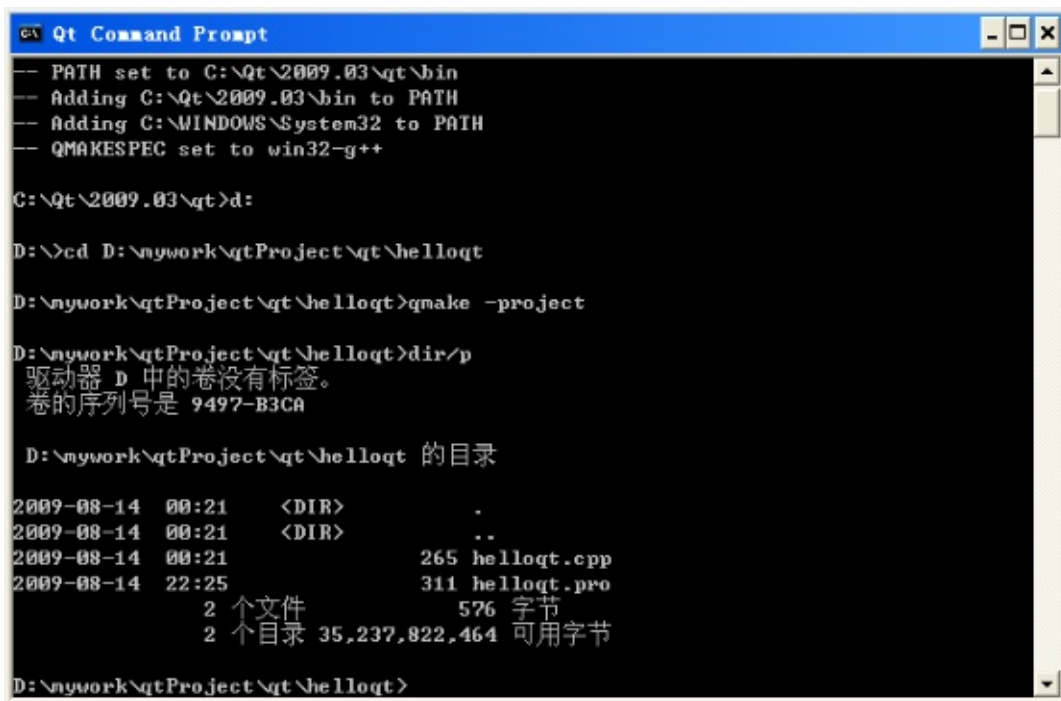 Qt Command Prompt
-- PATH set to C:\Qt\2009.03\qt\bin
-- Adding C:\Qt\2009.03\bin to PATH
-- Adding C:\WINDOWS\System32 to PATH
-- QMAKESPEC set to win32-g++
C:\Qt\2009.03\qt>d:
D:\>cd D:\mywork\qtProject\qt\helloqt
D:\mywork\qtProject\qt\helloqt>qmake -project
D:\mywork\qtProject\qt\helloqt>dir/p
驱动器 D 中的卷没有标签。
卷的序列号是 9497-B3CA
D:\mywork\qtProject\qt\helloqt 的目录
2009-08-14  00:21    <DIR>          .
2009-08-14  00:21    <DIR>          ..
2009-08-14  00:21               265 helloqt.cpp
2009-08-14  22:25               311 helloqt.pro
2 个文件            576 字节
2 个目录 35,237,822,464 可用字节
D:\mywork\qtProject\qt\helloqt>